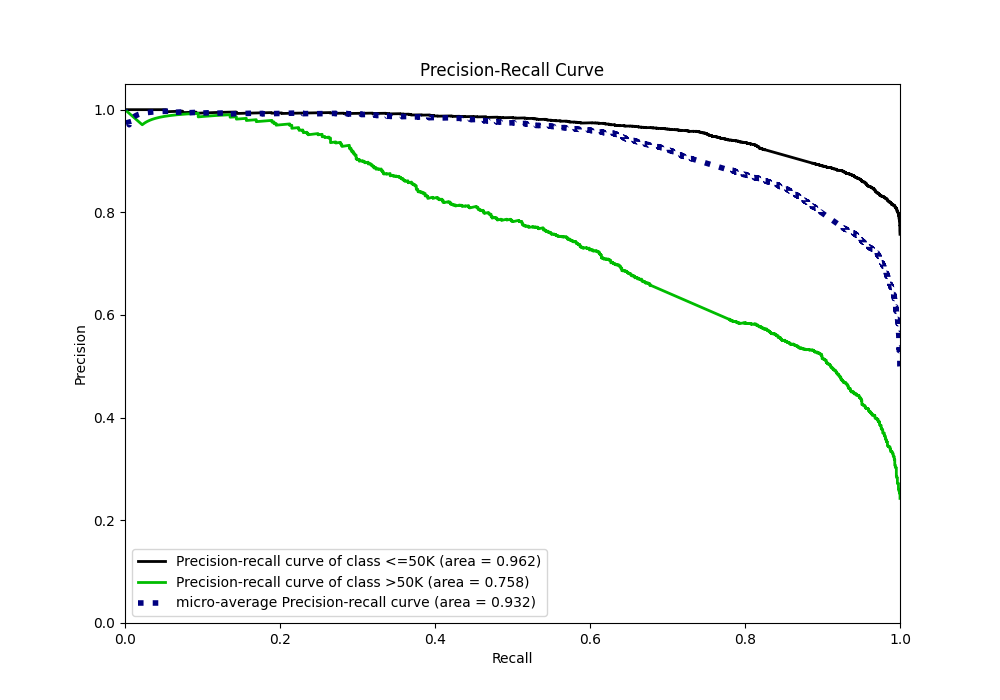 Precision-Recall Curve
1.0
0.8
0.6
0.4
0.2
0.0
Precision
Precision-recall curve of class <=50K (area = 0.962)
Precision-recall curve of class >50K (area = 0.758)
micro-average Precision-recall curve (area = 0.932)
0.0 0.2 0.4 0.6 0.8 1.0
Recall